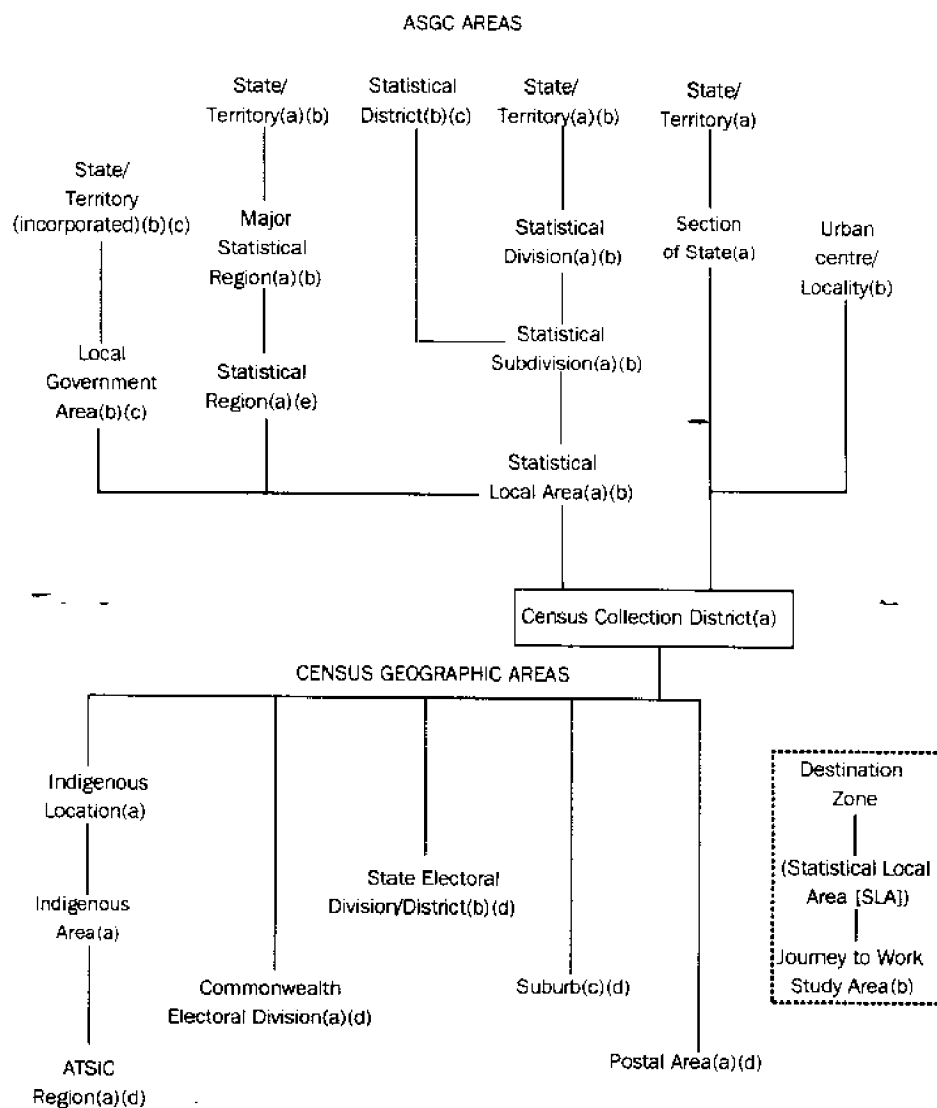 ASGC AREAS
State/
Territory(a)(b)
Statistical
District(b)(c)
State/
Territory(a)(b)
State/
Territory(a)
State/
Territory
(incorporated)(b)(c)
Major
Statistical
Region(a)(b)
Statistical
Division(a)(b)
Section
of State(a)
Urban
centre/
Locality(b)
Local
Government
Area(b)(c)
Statistical
Region(a)(e)
Statistical
Subdivision(a)(b)
Statistical
Local Area(a)(b)
Census Collection District(a)
CENSUS GEOGRAPHIC AREAS
Indigenous
Location(a)
Indigenous
Area(a)
ATSIC
Region(a)(d)
Commonwealth
Electoral Division(a)(d)
State Electoral
Division/District(b)(d)
Suburb(c)(d)
Postal Area(a)(d)
Destination
Zone
(Statistical Local
Area [SLA])
Journey to Work
Study Area(b)